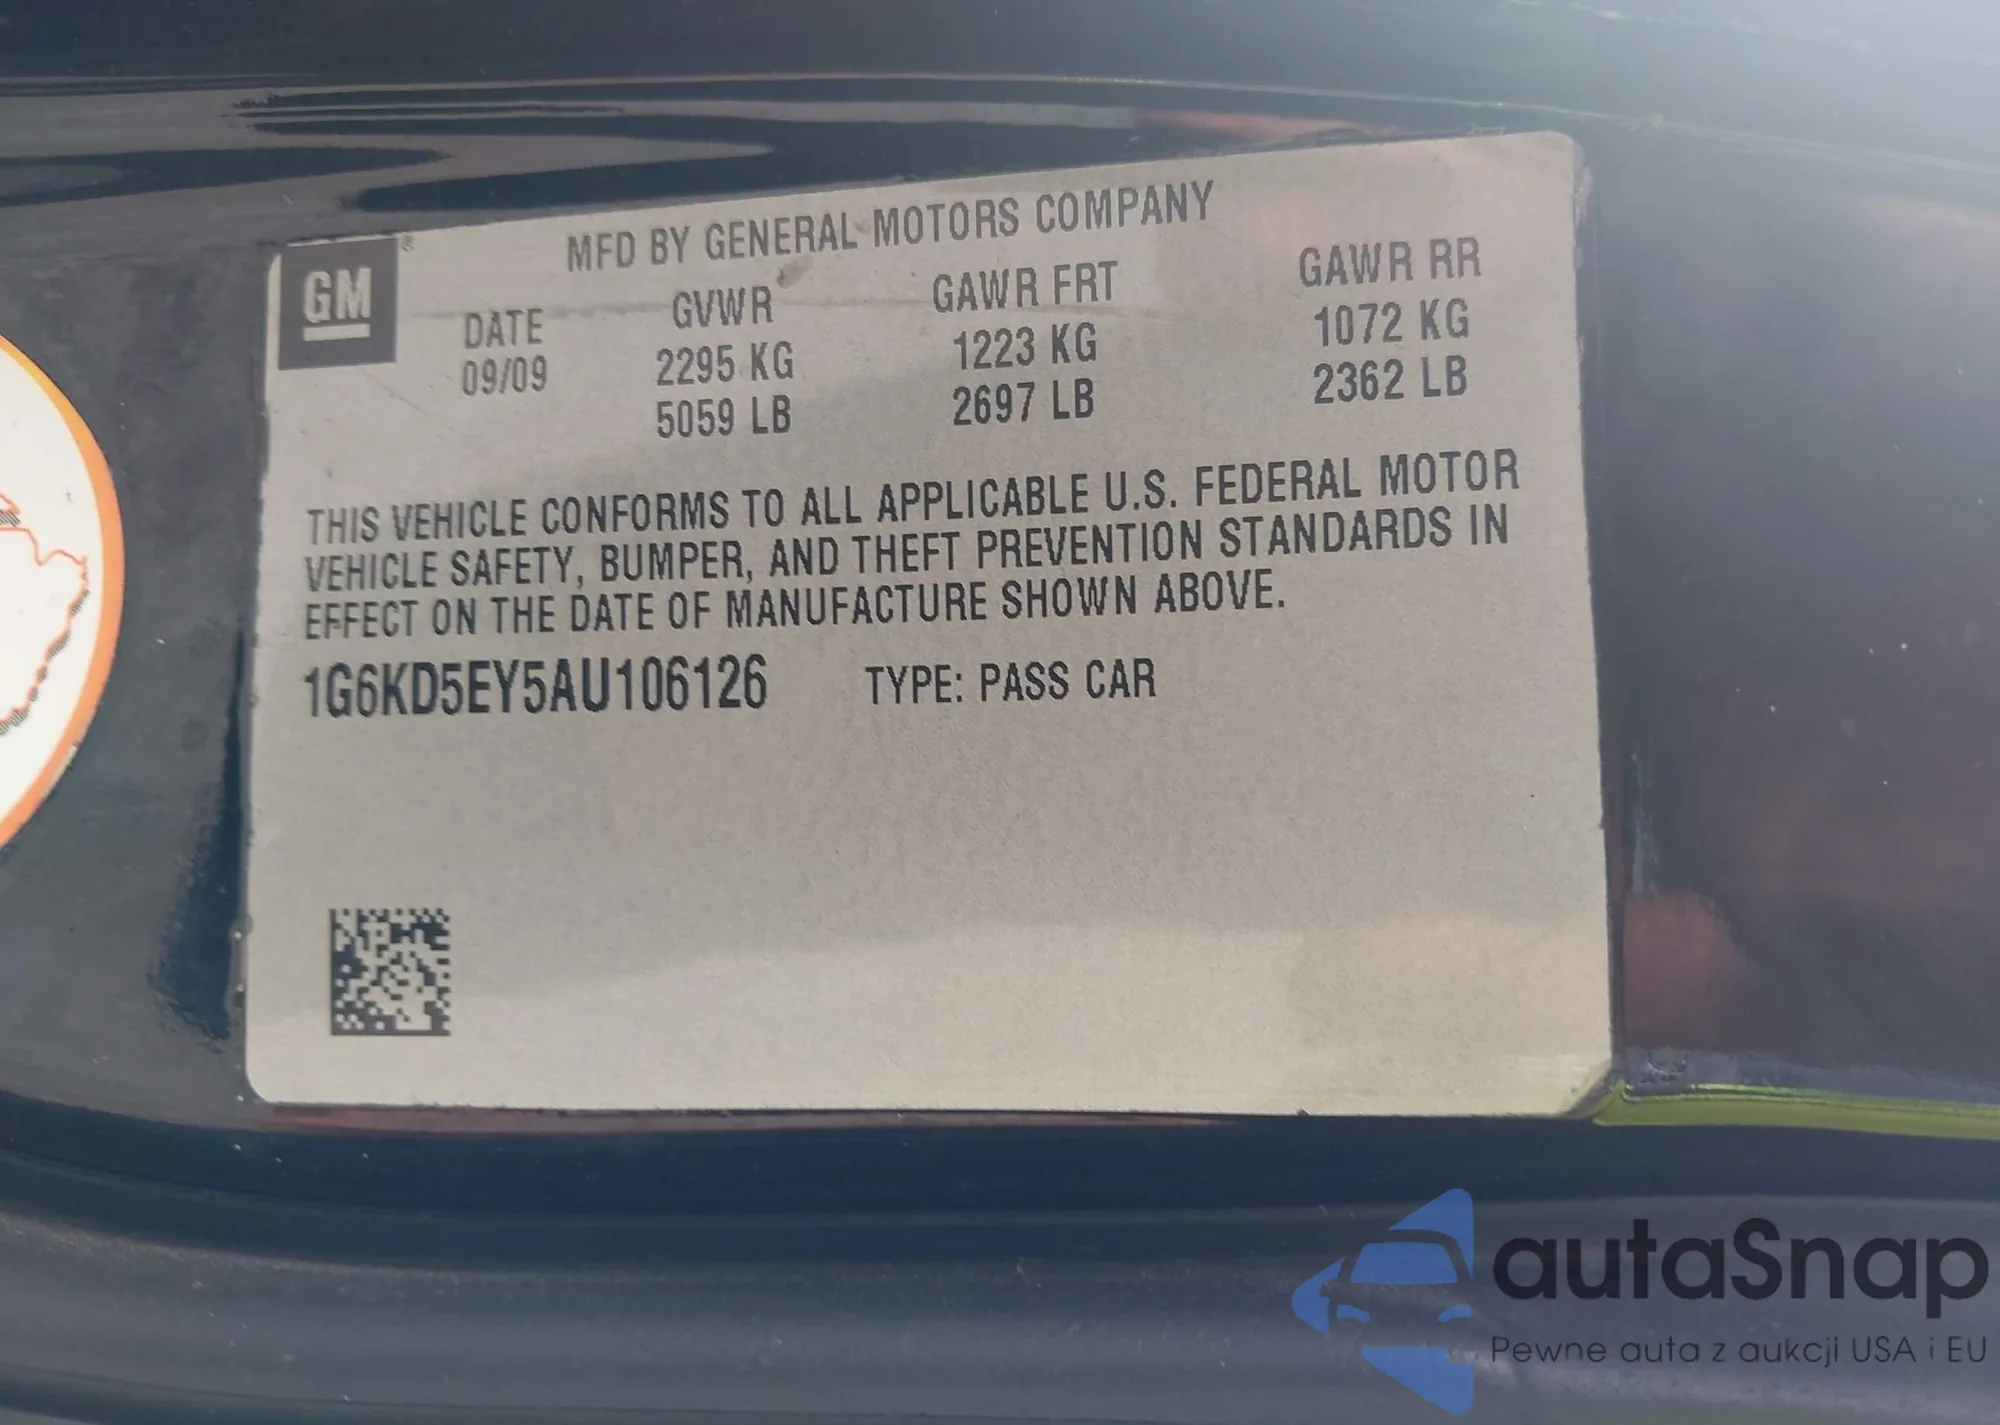 MFD BY GENERAL MOTORS COMPANY
GM
®
DATE GVWR GAWR FRT GAWR RR
09/09 2295 KG 1223 KG 1072 KG
5059 LB 2697 LB 2362 LB
THIS VEHICLE CONFORMS TO ALL APPLICABLE U.S. FEDERAL MOTOR
VEHICLE SAFETY, BUMPER, AND THEFT PREVENTION STANDARDS IN
EFFECT ON THE DATE OF MANUFACTURE SHOWN ABOVE.
1G6KD5EY5AU106126 TYPE: PASS CAR
autaSnap
Pewne auta z aukcji USA i EU